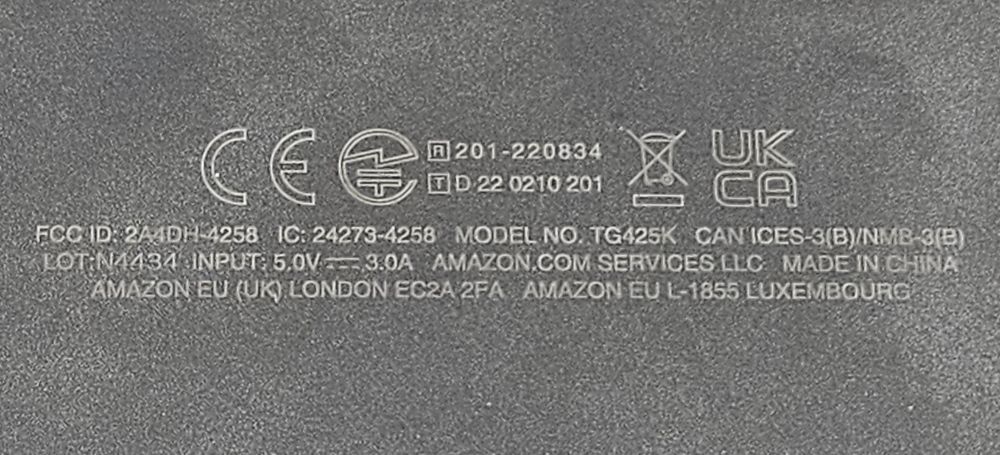 CE R 201-220834 UK
T D 22 0210 201 CA
FCC ID: 2A4DH-4258 IC: 24273-4258 MODEL NO. TG425K CAN ICES-3(B)/NMB-3(B)
LOT:N4434 INPUT: 5.0V⎓3.0A AMAZON.COM SERVICES LLC MADE IN CHINA
AMAZON EU (UK) LONDON EC2A 2FA AMAZON EU L-1855 LUXEMBOURG